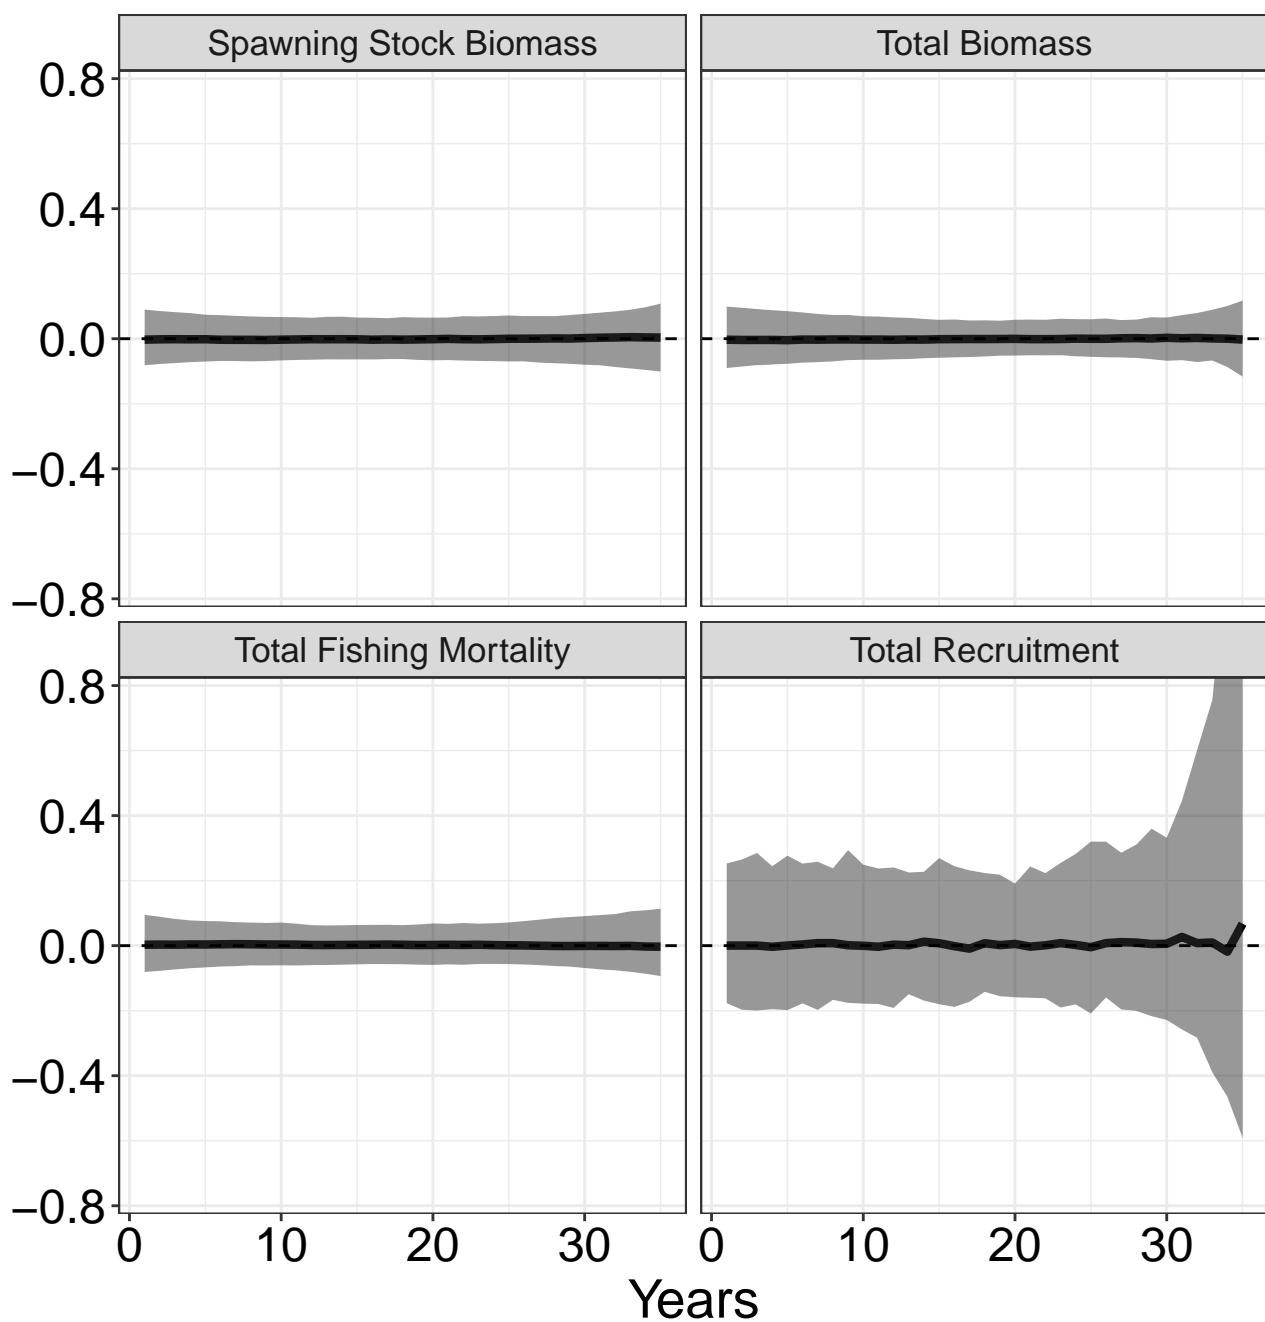 Spawning Stock Biomass
Total Biomass
0.8
0.4
0.0
−0.4
−0.8
Total Fishing Mortality
Total Recruitment
0.8
0.4
0.0
−0.4
−0.8
0 10 20 30
0 10 20 30
Years